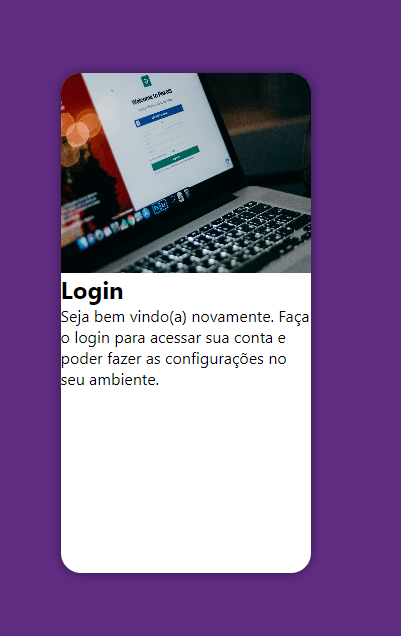 Login
Seja bem vindo(a) novamente. Faça
o login para acessar sua conta e
poder fazer as configurações no
seu ambiente.